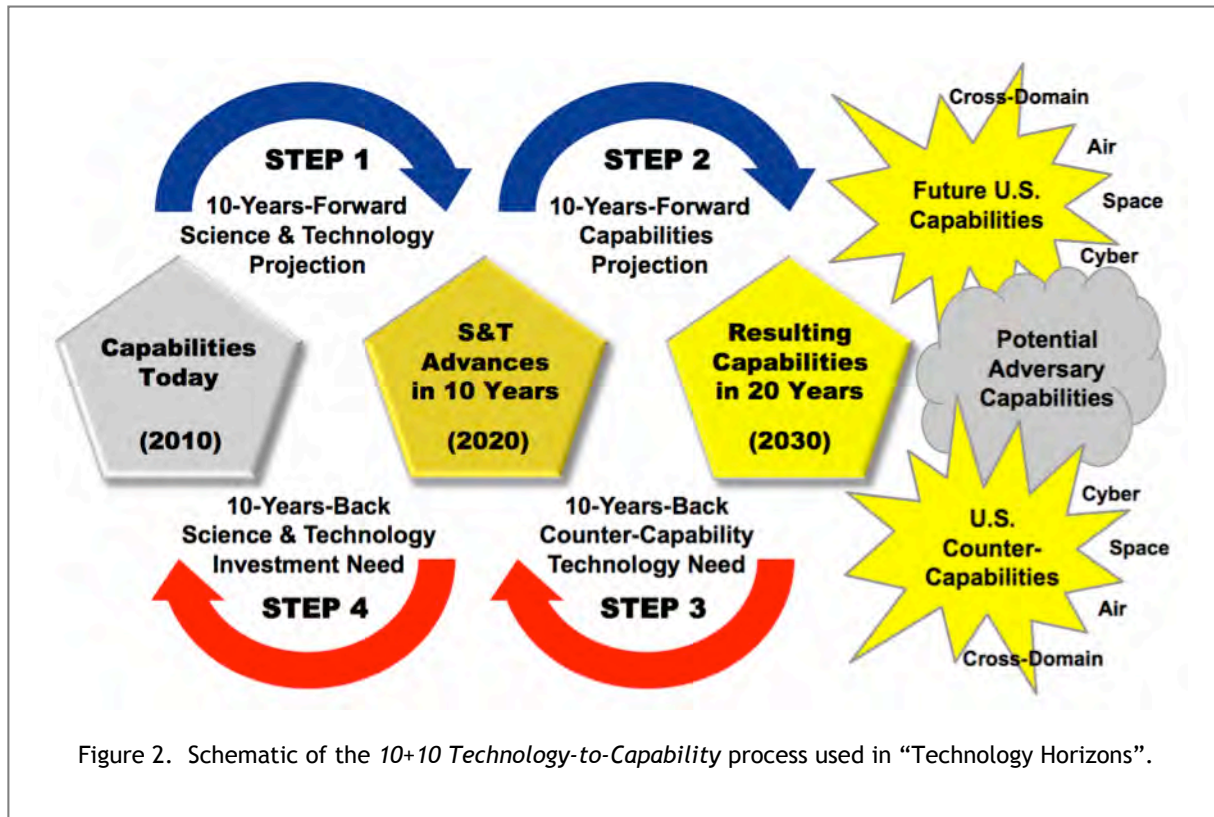 STEP 1
10-Years-Forward
Science & Technology
Projection
STEP 2
10-Years-Forward
Capabilities
Projection
Cross-Domain
Air
Space
Cyber
Future U.S.
Capabilities
Capabilities
Today
(2010)
S&T
Advances
in 10 Years
(2020)
Resulting
Capabilities
in 20 Years
(2030)
Potential
Adversary
Capabilities
10-Years-Back
Science & Technology
Investment Need
STEP 4
10-Years-Back
Counter-Capability
Technology Need
STEP 3
U.S.
Counter-
Capabilities
Cyber
Space
Air
Cross-Domain
Figure 2. Schematic of the 10+10 Technology-to-Capability process used in “Technology Horizons”.